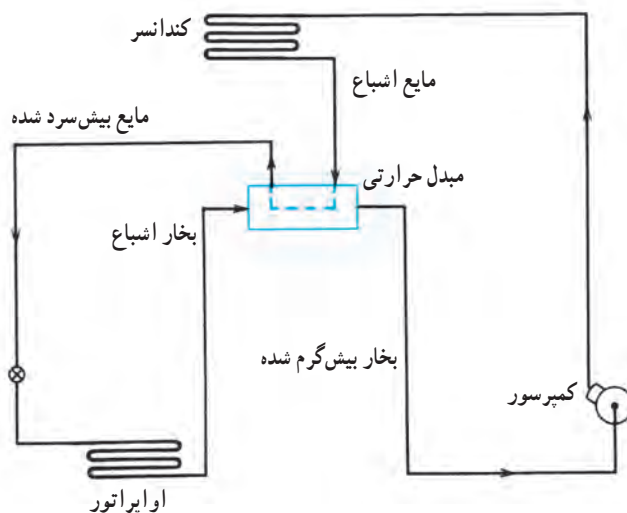 کندانسر
مایع اشباع
مایع بیش‌سرد شده
مبدل حرارتی
بخار اشباع
بخار بیش‌گرم شده
کمپرسور
اواپراتور